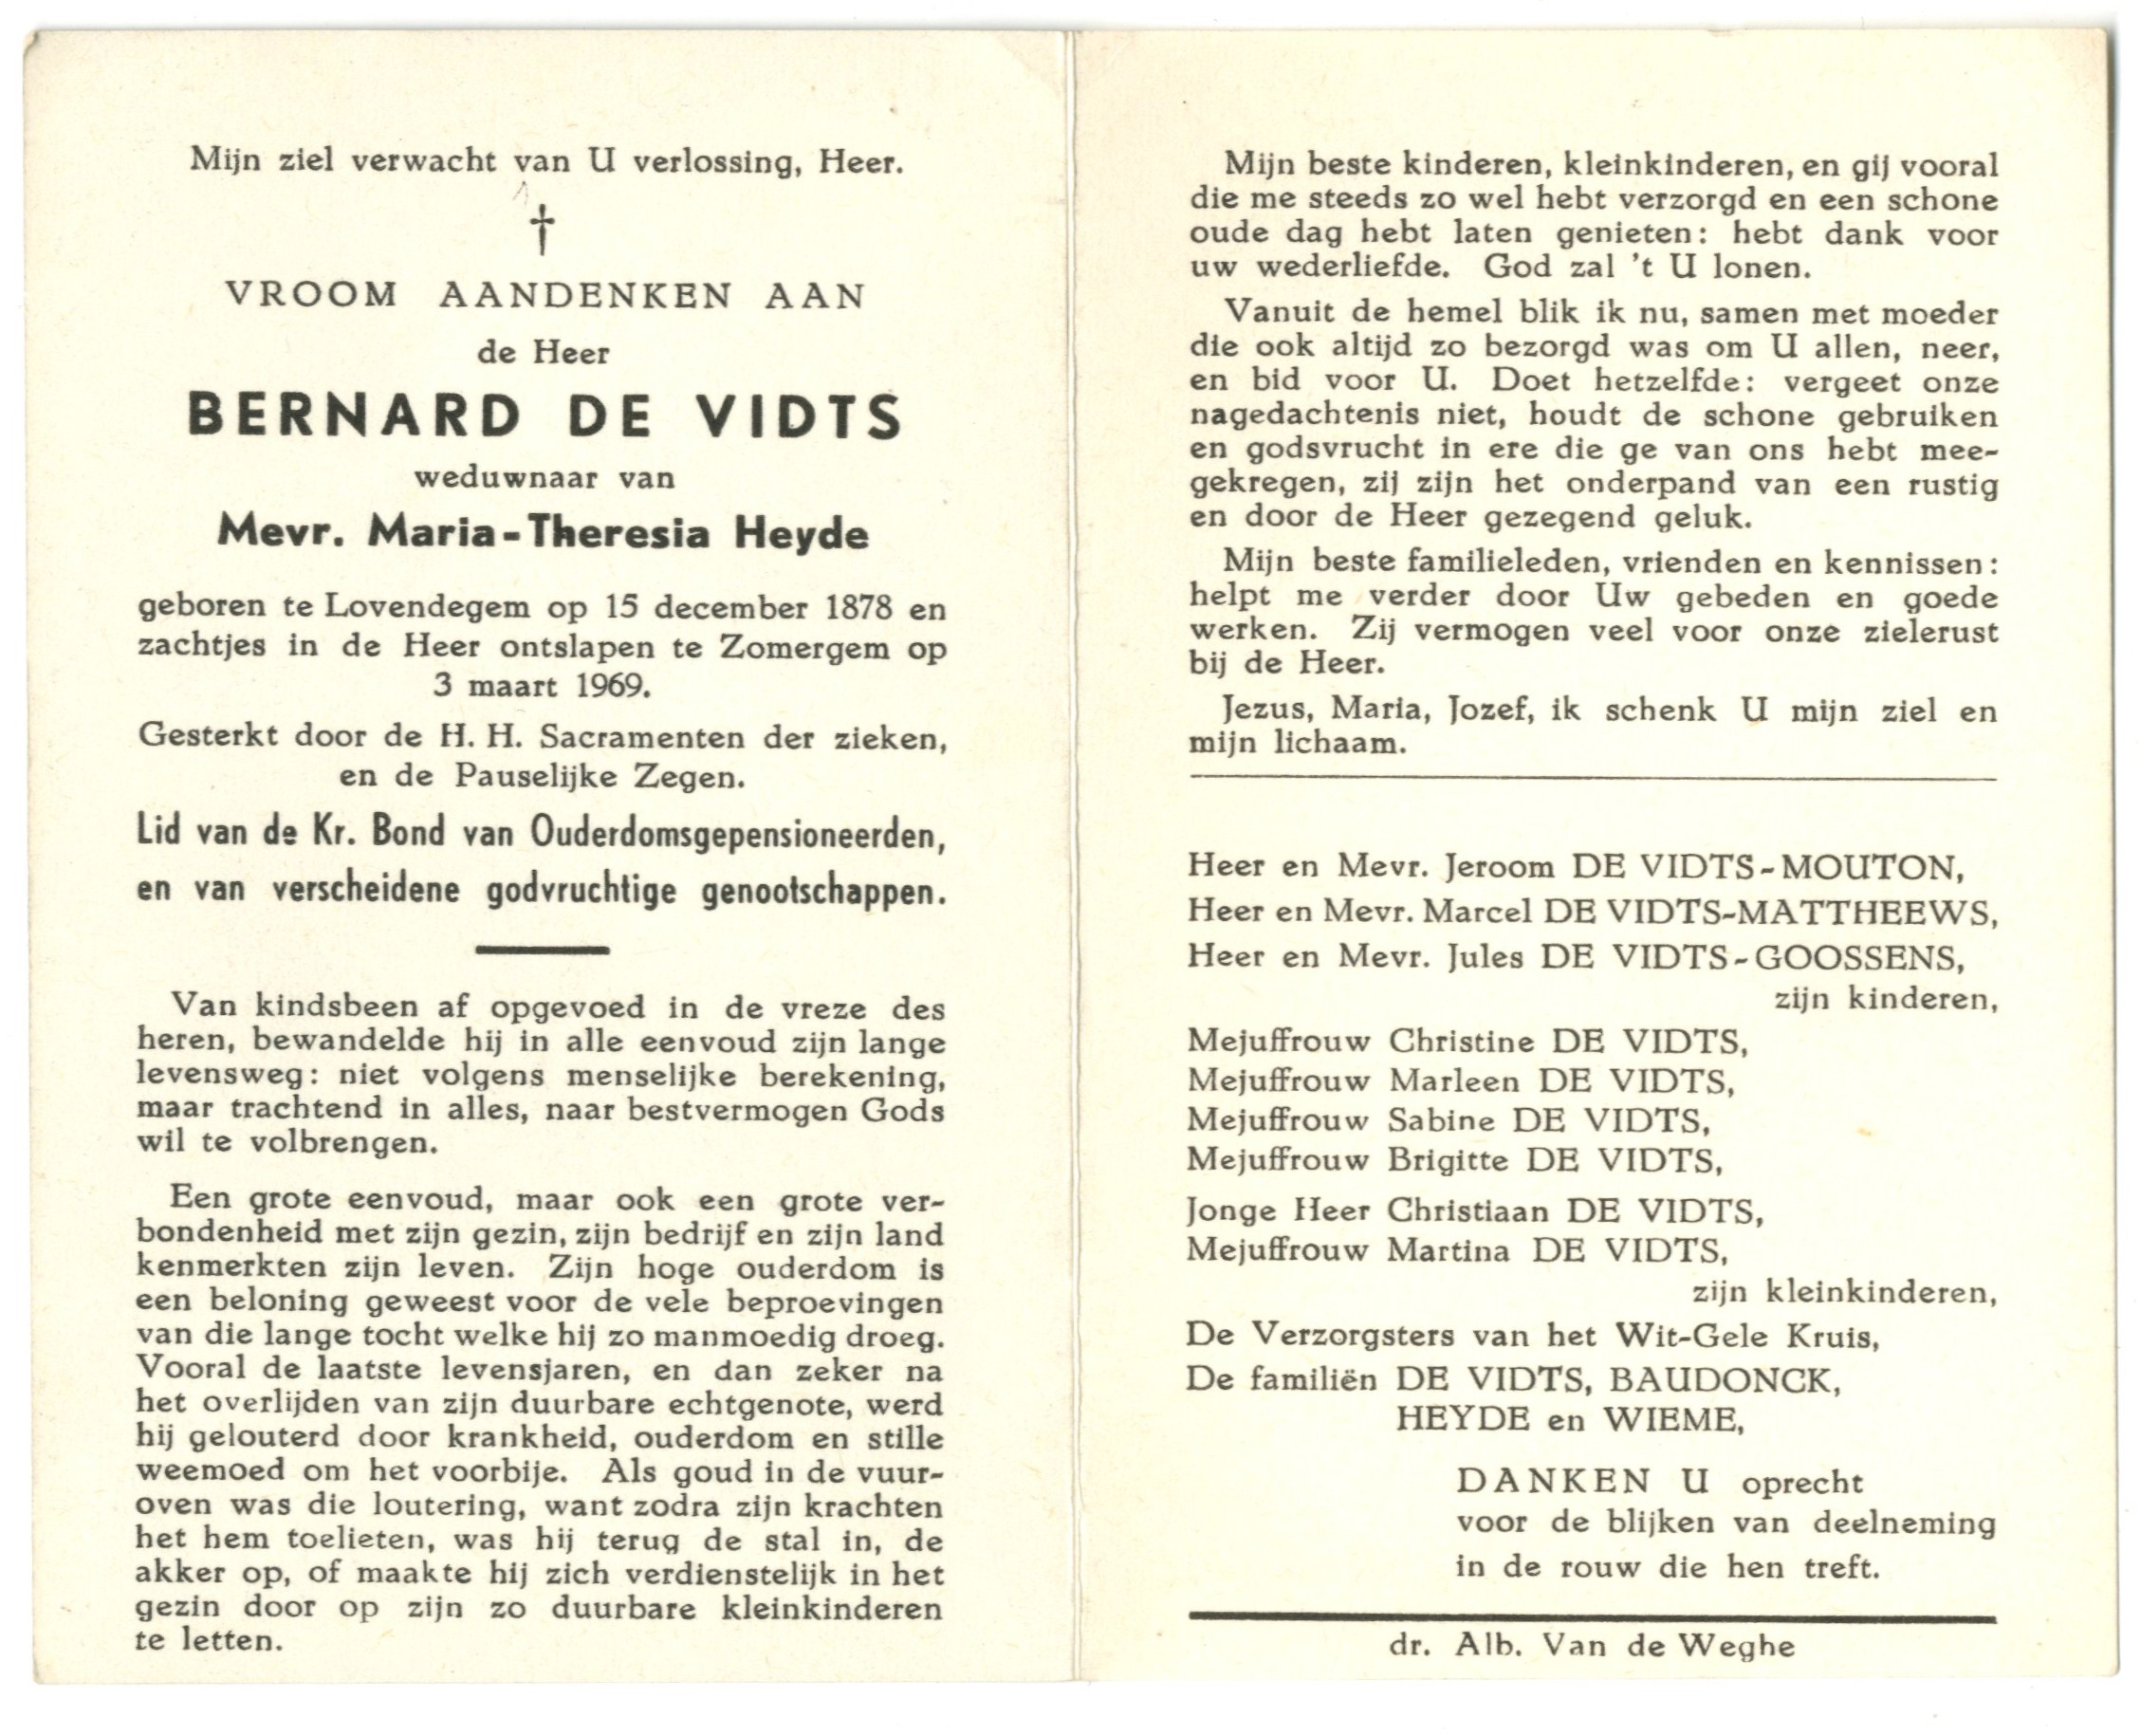 Mijn ziel verwacht van U verlossing, Heer.
†
VROOM AANDENKEN AAN
de Heer
BERNARD DE VIDTS
weduwnaar van
Mevr. Maria-Theresia Heyde
geboren te Lovendegem op 15 december 1878 en
zachtjes in de Heer ontslapen te Zomergem op
3 maart 1969.
Gesterkt door de H. H. Sacramenten der zieken,
en de Pauselijke Zegen.
Lid van de Kr. Bond van Ouderdomsgepensioneerden,
en van verscheidene godvruchtige genootschappen.
Van kindsbeen af opgevoed in de vreze des
heren, bewandelde hij in alle eenvoud zijn lange
levensweg: niet volgens menselijke berekening,
maar trachtend in alles, naar bestvermogen Gods
wil te volbrengen.
Een grote eenvoud, maar ook een grote ver-
bondenheid met zijn gezin, zijn bedrijf en zijn land
kenmerkten zijn leven. Zijn hoge ouderdom is
een beloning geweest voor de vele beproevingen
van die lange tocht welke hij zo manmoedig droeg.
Vooral de laatste levensjaren, en dan zeker na
het overlijden van zijn duurbare echtgenote, werd
hij gelouterd door krankheid, ouderdom en stille
weemoed om het voorbije. Als goud in de vuur-
oven was die loutering, want zodra zijn krachten
het hem toelieten, was hij terug de stal in, de
akker op, of maakte hij zich verdienstelijk in het
gezin door op zijn zo duurbare kleinkinderen
te letten.
Mijn beste kinderen, kleinkinderen, en gij vooral
die me steeds zo wel hebt verzorgd en een schone
oude dag hebt laten genieten: hebt dank voor
uw wederliefde. God zal 't U lonen.
Vanuit de hemel blik ik nu, samen met moeder
die ook altijd zo bezorgd was om U allen, neer,
en bid voor U. Doet hetzelfde: vergeet onze
nagedachtenis niet, houdt de schone gebruiken
en godsvrucht in ere die ge van ons hebt mee-
gekregen, zij zijn het onderpand van een rustig
en door de Heer gezegend geluk.
Mijn beste familieleden, vrienden en kennissen:
helpt me verder door Uw gebeden en goede
werken. Zij vermogen veel voor onze zielerust
bij de Heer.
Jezus, Maria, Jozef, ik schenk U mijn ziel en
mijn lichaam.
Heer en Mevr. Jeroom DE VIDTS-MOUTON,
Heer en Mevr. Marcel DE VIDTS-MATTHEEWS,
Heer en Mevr. Jules DE VIDTS-GOOSSENS,
zijn kinderen,
Mejuffrouw Christine DE VIDTS,
Mejuffrouw Marleen DE VIDTS,
Mejuffrouw Sabine DE VIDTS,
Mejuffrouw Brigitte DE VIDTS,
Jonge Heer Christiaan DE VIDTS,
Mejuffrouw Martina DE VIDTS,
zijn kleinkinderen,
De Verzorgsters van het Wit-Gele Kruis,
De familiën DE VIDTS, BAUDONCK,
HEYDE en WIEME,
DANKEN U oprecht
voor de blijken van deelneming
in de rouw die hen treft.
dr. Alb. Van de Weghe